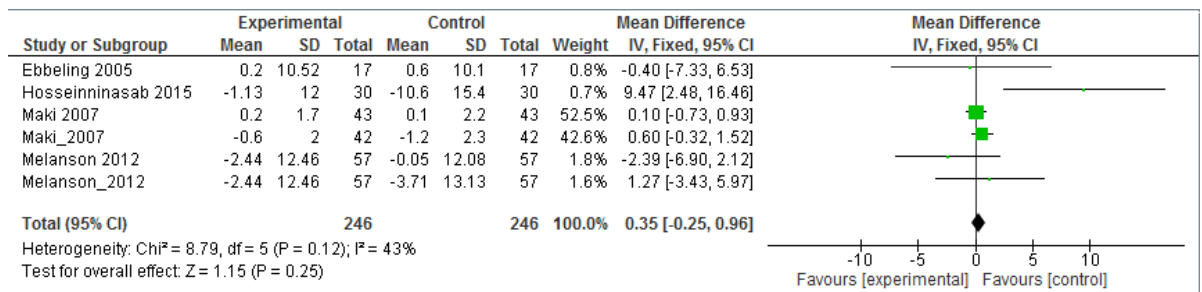 Experimental Control Mean Difference Mean Difference
Study or Subgroup Mean SD Total Mean SD Total Weight IV, Fixed, 95% CI IV, Fixed, 95% CI
Ebbeling 2005 0.2 10.52 17 0.6 10.1 17 0.8% -0.40 [-7.33, 6.53]
Hosseinninasab 2015 -1.13 12 30 -10.6 15.4 30 0.7% 9.47 [2.48, 16.46]
Maki 2007 0.2 1.7 43 0.1 2.2 43 52.5% 0.10 [-0.73, 0.93]
Maki_2007 -0.6 2 42 -1.2 2.3 42 42.6% 0.60 [-0.32, 1.52]
Melanson 2012 -2.44 12.46 57 -0.05 12.08 57 1.8% -2.39 [-6.90, 2.12]
Melanson_2012 -2.44 12.46 57 -3.71 13.13 57 1.6% 1.27 [-3.43, 5.97]
Total (95% CI) 246 246 100.0% 0.35 [-0.25, 0.96]
Heterogeneity: Chi² = 8.79, df = 5 (P = 0.12); I² = 43%
Test for overall effect: Z = 1.15 (P = 0.25)
-10 -5 0 5 10
Favours [experimental] Favours [control]